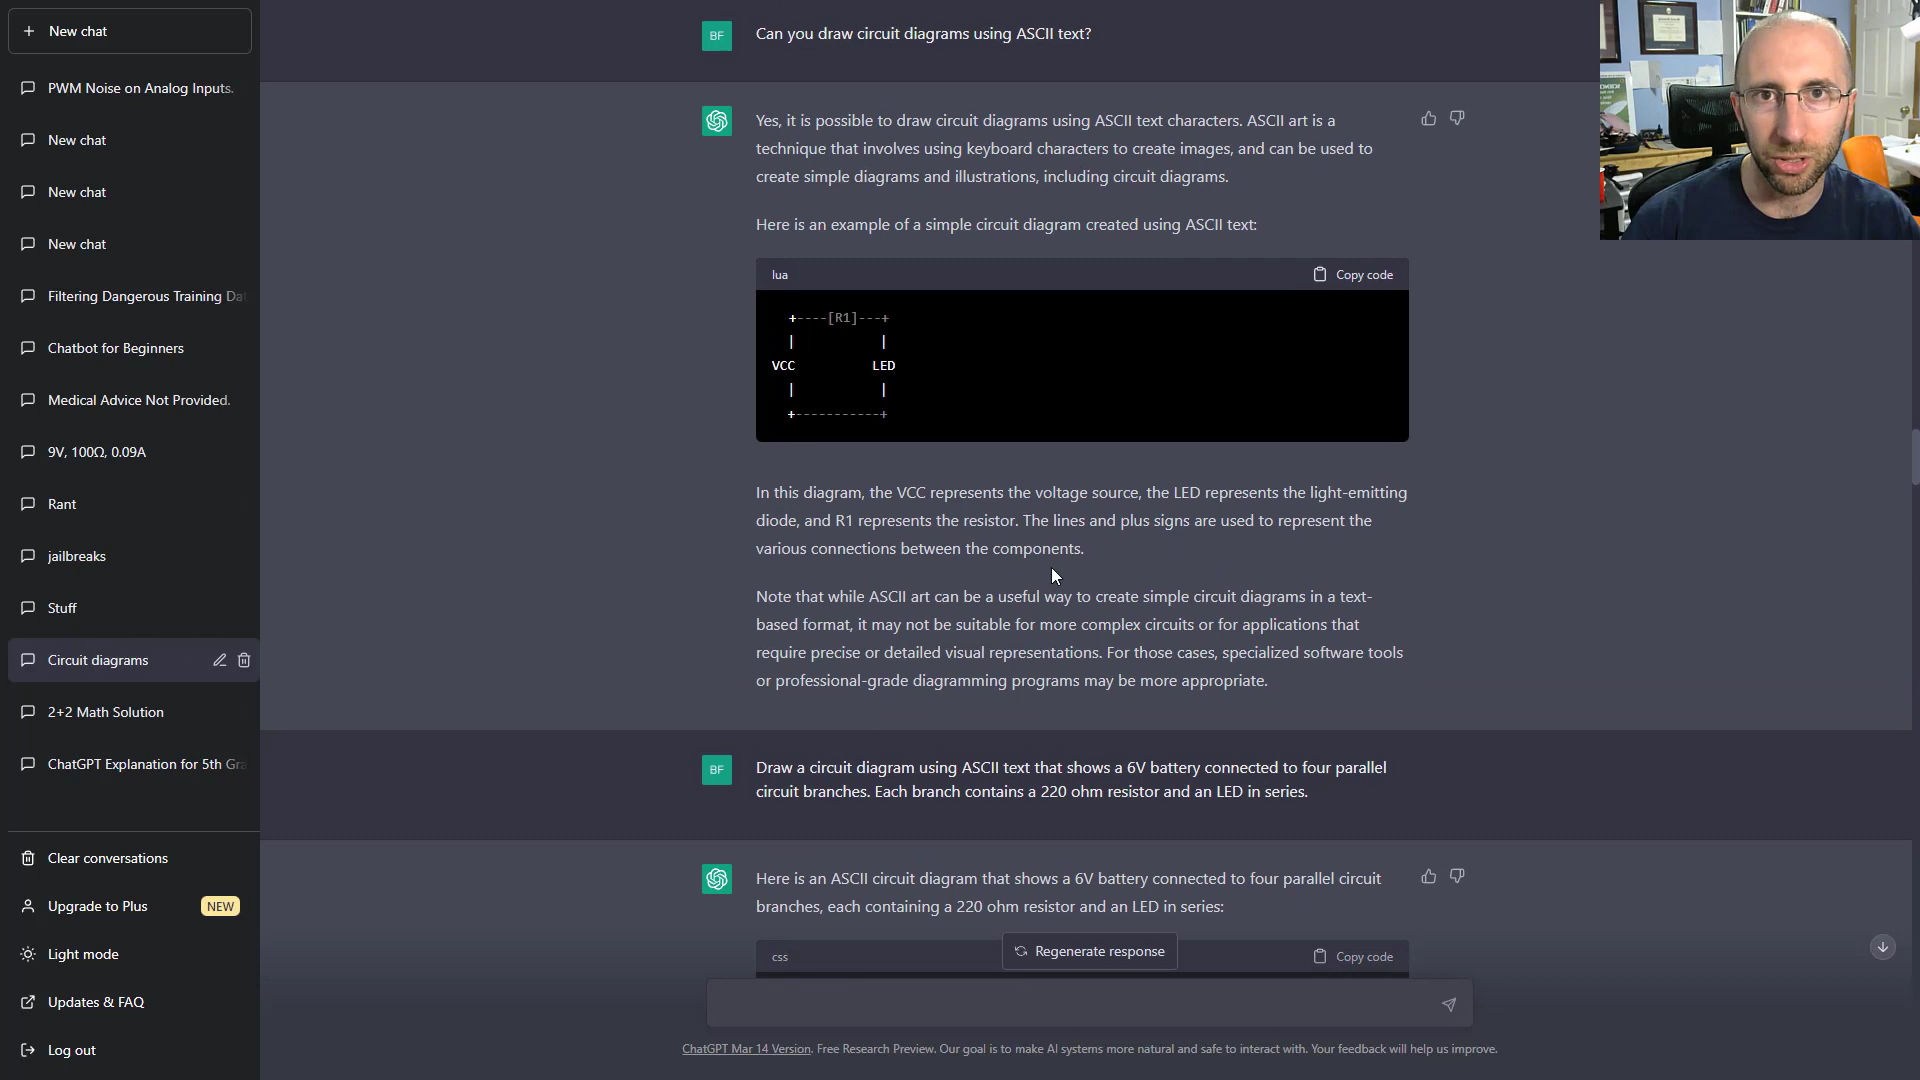 New chat
PWM Noise on Analog Inputs.
New chat
New chat
New chat
Filtering Dangerous Training Da
Chatbot for Beginners
Medical Advice Not Provided.
9V, 100Ω, 0.09A
Rant
jailbreaks
Stuff
Circuit diagrams
2+2 Math Solution
ChatGPT Explanation for 5th Gra
Clear conversations
Upgrade to Plus NEW
Light mode
Updates & FAQ
Log out
BF Can you draw circuit diagrams using ASCII text?
Yes, it is possible to draw circuit diagrams using ASCII text characters. ASCII art is a
technique that involves using keyboard characters to create images, and can be used to
create simple diagrams and illustrations, including circuit diagrams.
Here is an example of a simple circuit diagram created using ASCII text:
lua Copy code
+----[R1]---+
|           |
VCC         LED
|           |
+-----------+
In this diagram, the VCC represents the voltage source, the LED represents the light-emitting
diode, and R1 represents the resistor. The lines and plus signs are used to represent the
various connections between the components.
Note that while ASCII art can be a useful way to create simple circuit diagrams in a text-
based format, it may not be suitable for more complex circuits or for applications that
require precise or detailed visual representations. For those cases, specialized software tools
or professional-grade diagramming programs may be more appropriate.
BF Draw a circuit diagram using ASCII text that shows a 6V battery connected to four parallel
circuit branches. Each branch contains a 220 ohm resistor and an LED in series.
Here is an ASCII circuit diagram that shows a 6V battery connected to four parallel circuit
branches, each containing a 220 ohm resistor and an LED in series:
css Copy code
Regenerate response
ChatGPT Mar 14 Version. Free Research Preview. Our goal is to make AI systems more natural and safe to interact with. Your feedback will help us improve.